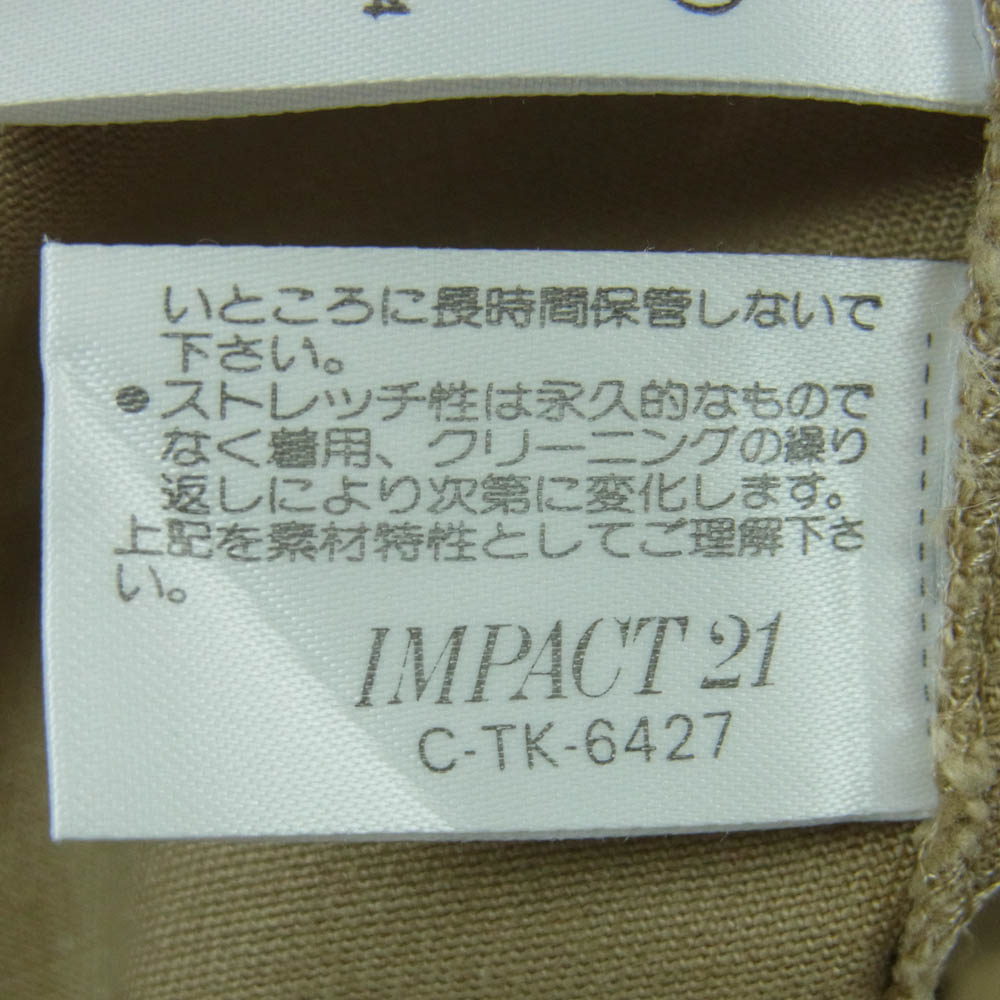 いところに長時間保管しないで
下さい。
●ストレッチ性は永久的なもので
なく着用、クリーニングの繰り
返しにより次第に変化します。
上記を素材特性としてご理解下さ
い。
IMPACT 21
C-TK-6427